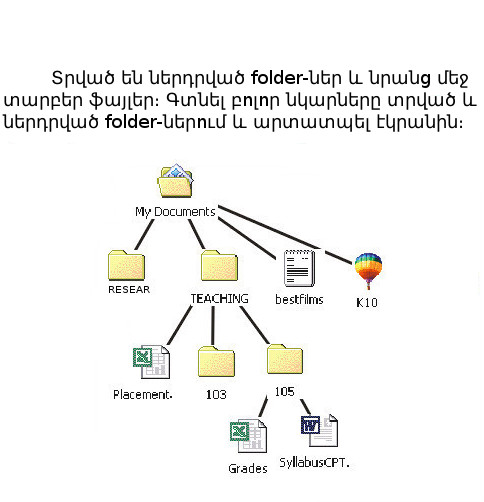 Տրված են ներդրված folder-ներ և նրանց մեջ
տարբեր ֆայլեր։ Գտնել բոլոր նկարները տրված և
ներդրված folder-ներում և արտատպել էկրանին։
My Documents
RESEAR
TEACHING
bestfilms
K10
Placement.
103
105
Grades
SyllabusCPT.